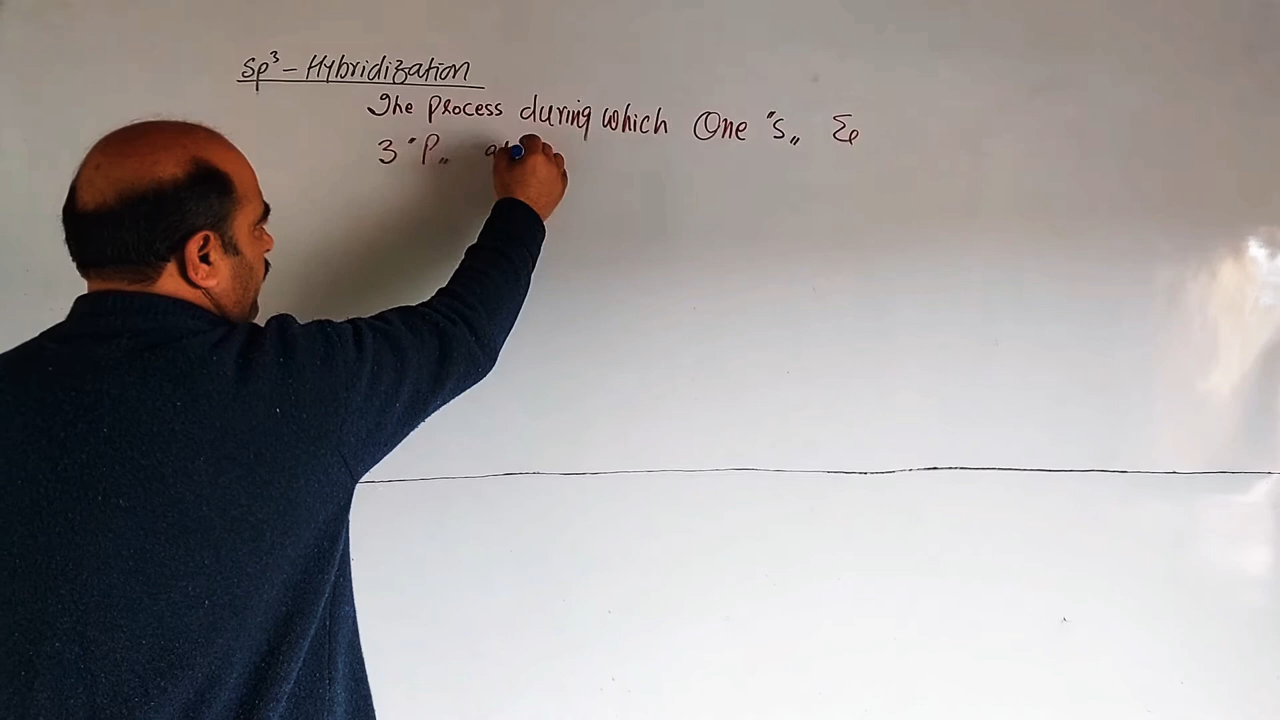 Sp³ - Hybridization
The process during which One "s" &
3 "P"